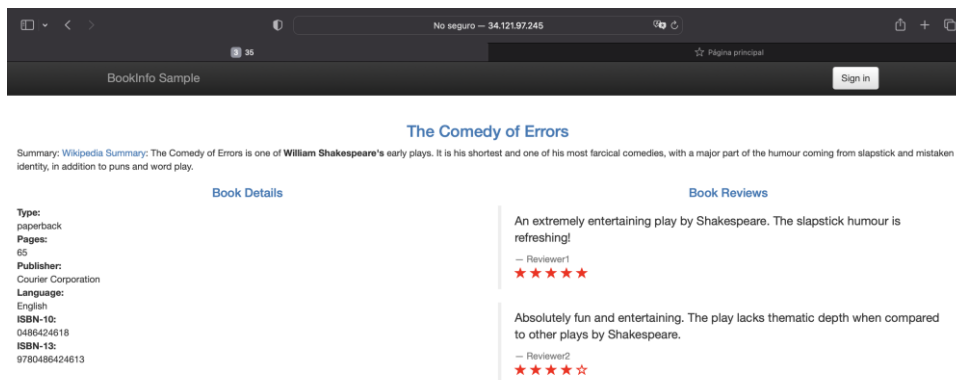 No seguro — 34.121.97.245
3 35
Página principal
BookInfo Sample
Sign in
The Comedy of Errors
Summary: Wikipedia Summary: The Comedy of Errors is one of William Shakespeare's early plays. It is his shortest and one of his most farcical comedies, with a major part of the humour coming from slapstick and mistaken
identity, in addition to puns and word play.
Book Details
Type:
paperback
Pages:
65
Publisher:
Courier Corporation
Language:
English
ISBN-10:
0486424618
ISBN-13:
9780486424613
Book Reviews
An extremely entertaining play by Shakespeare. The slapstick humour is
refreshing!
— Reviewer1
Absolutely fun and entertaining. The play lacks thematic depth when compared
to other plays by Shakespeare.
— Reviewer2